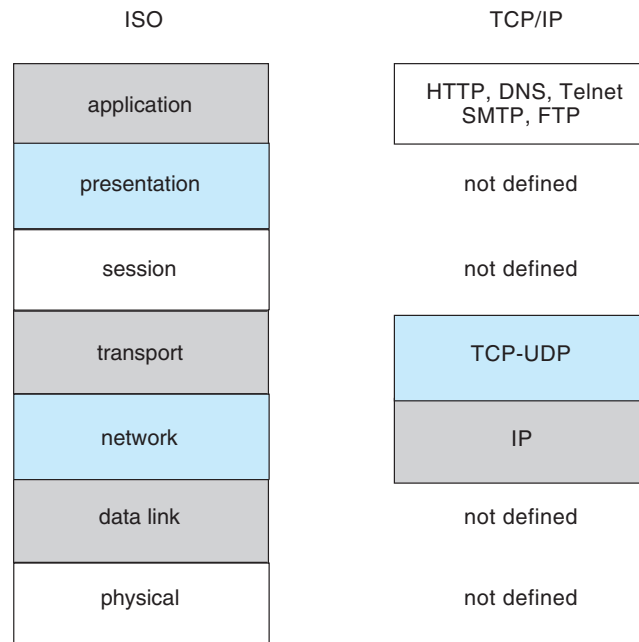 ISO
TCP/IP
application
HTTP, DNS, Telnet
SMTP, FTP
presentation
not defined
session
not defined
transport
TCP-UDP
network
IP
data link
not defined
physical
not defined